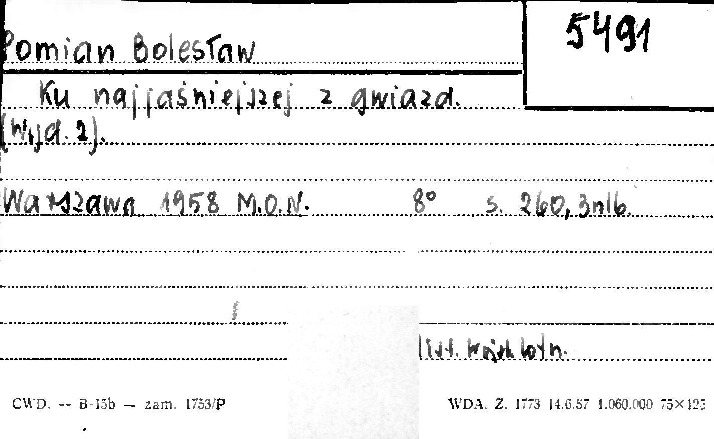 5491
Pomian Bolesław
Ku najjaśniejszej z gwiazd.
(Wyd. 2).
Warszawa 1958 M.O.N. 8° s. 260, 3nlb.
lotn.
CWD. -- B-15b — zam. 1753/P
WDA. Z. 1773 14.6.57 1.060.000 75×125